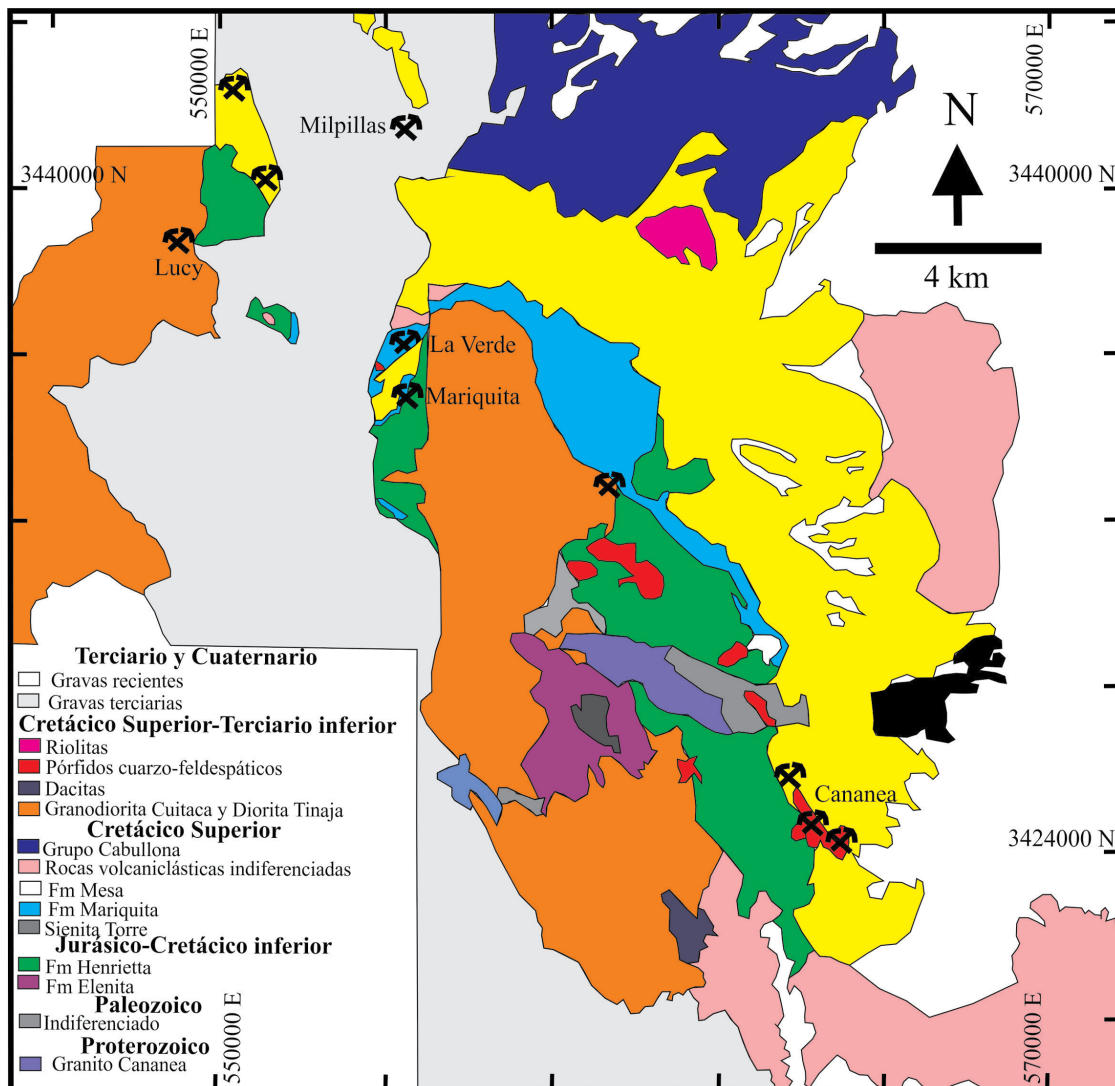 550000 E
570000 E
Milpillas
N
3440000 N
3440000 N
Lucy
4 km
La Verde
Mariquita
Terciario y Cuaternario
Gravas recientes
Gravas terciarias
Cretácico Superior-Terciario inferior
Riolitas
Pórfidos cuarzo-feldespáticos
Dacitas
Granodiorita Cuitaca y Diorita Tinaja
Cretácico Superior
Grupo Cabullona
Rocas volcaniclásticas indiferenciadas
Fm Mesa
Fm Mariquita
Sienita Torre
Jurásico-Cretácico inferior
Fm Henrietta
Fm Elenita
Paleozoico
Indiferenciado
Proterozoico
Granito Cananea
Cananea
3424000 N
550000 E
570000 E